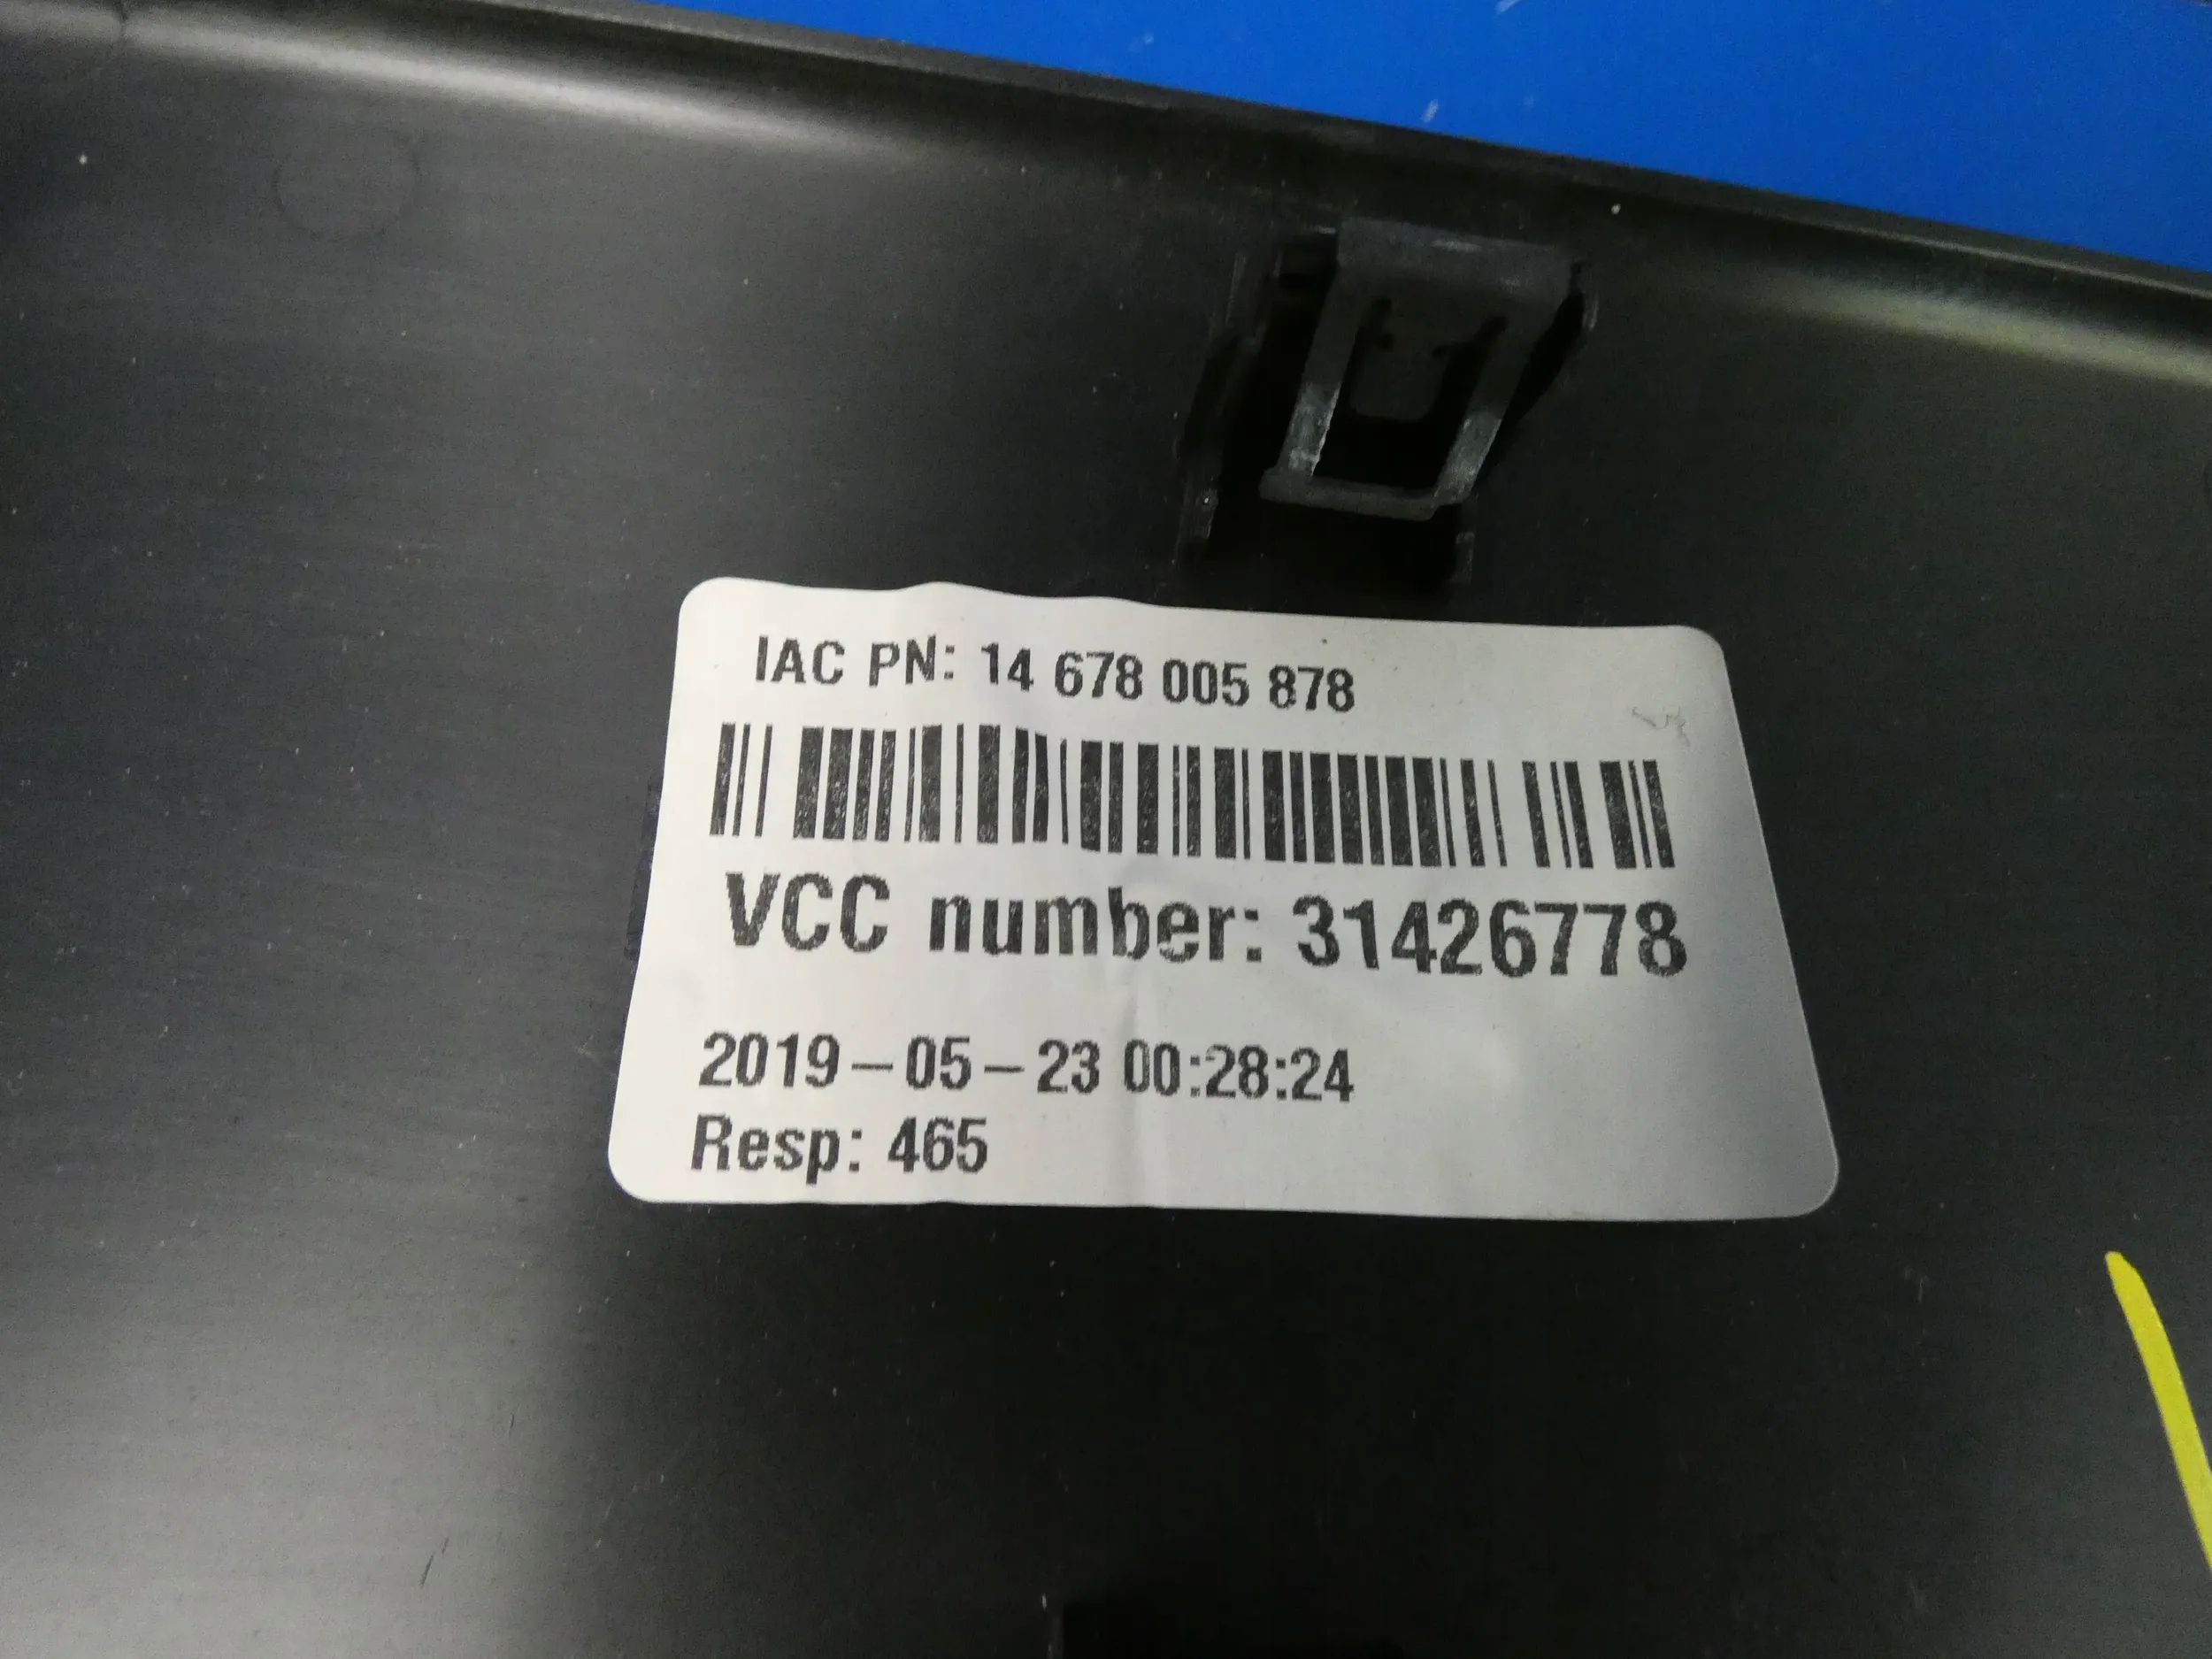 IAC PN: 14 678 005 878
VCC number: 31426778
2019-05-23 00:28:24
Resp: 465